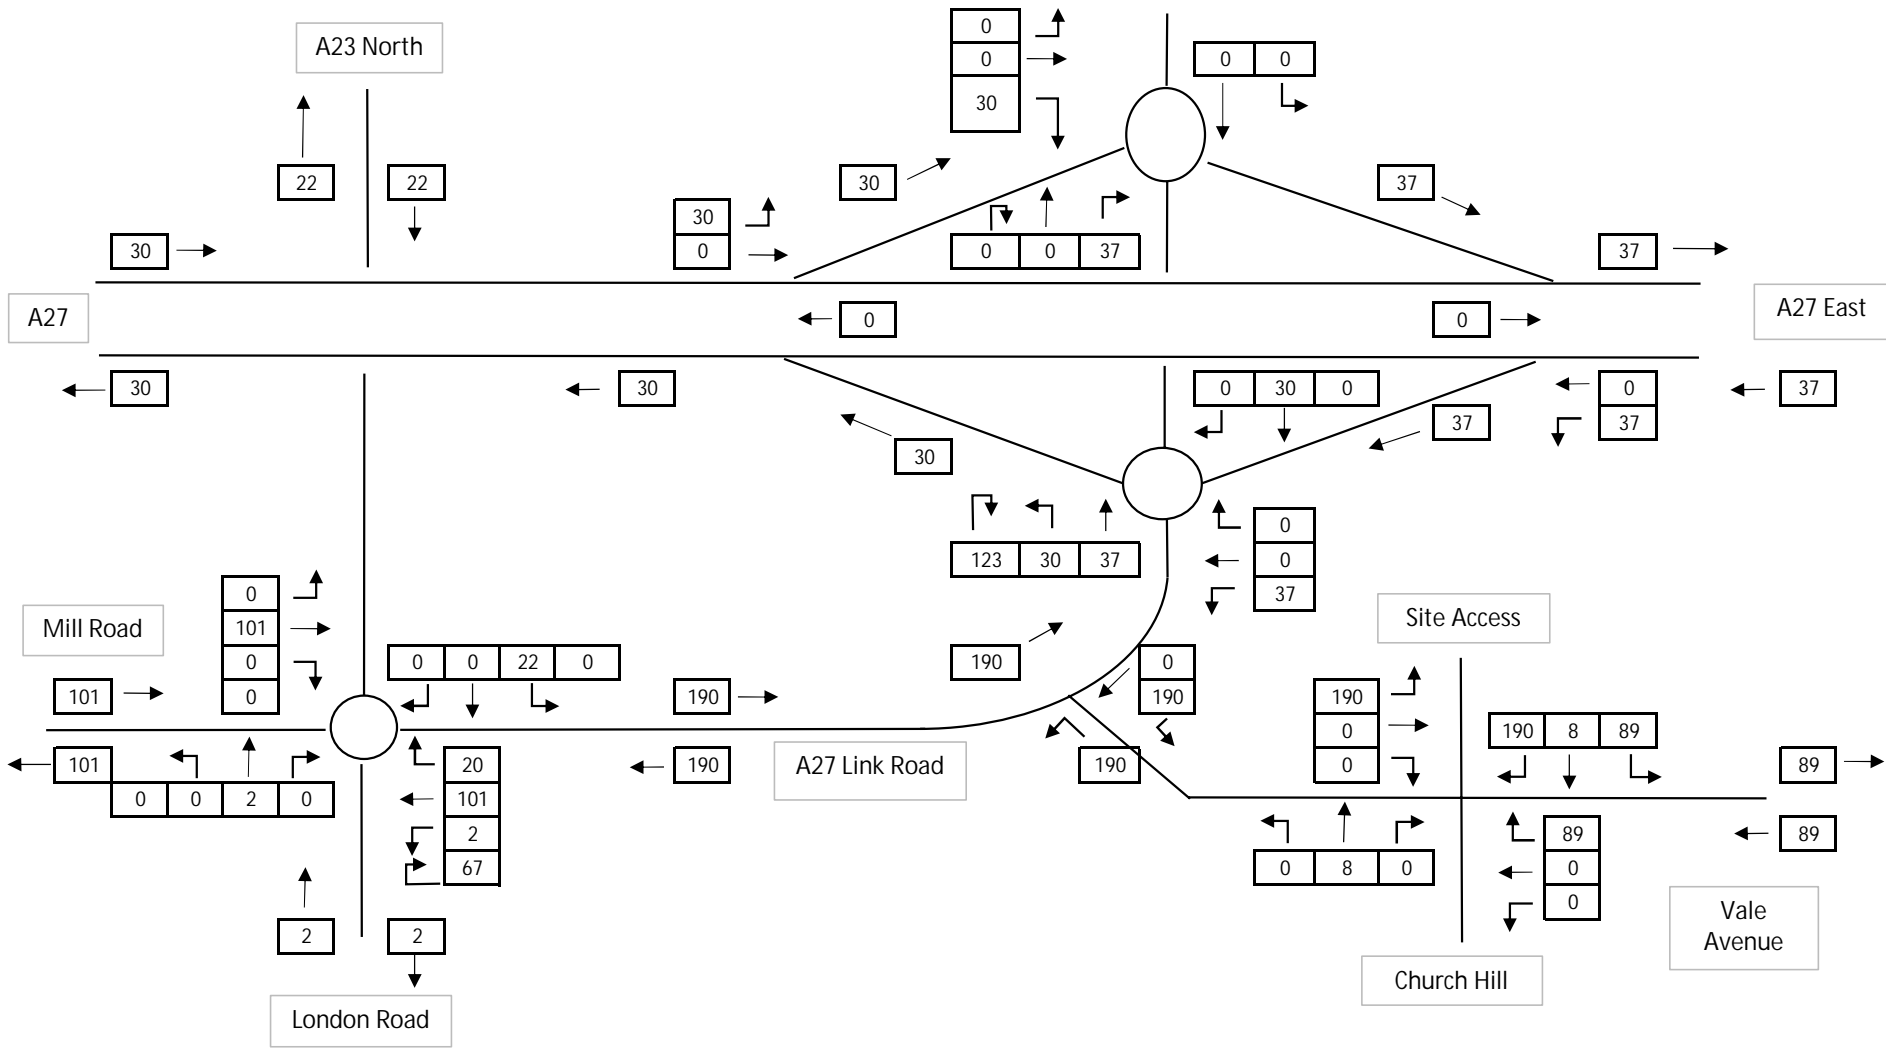 0
A23 North
0
0 0
30
22 22
30 37
30
30 0 0 0 37 37
A27
0 0
A27 East
30 30 0 30 0 0 37
37 37
30
0
123 30 37 0
0
37
Mill Road
101
Site Access
0 0 0 22 0
190 0
101 0 190 190 190
0
190 8 89
101 20 190 A27 Link Road 190 0 89
0 0 2 0 101
2 89 89
67 0 8 0 0
0
2 2
Vale
Avenue
Church Hill
London Road